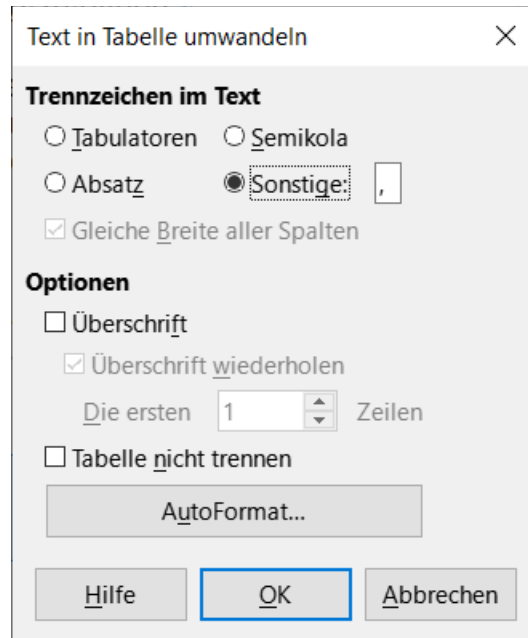 Text in Tabelle umwandeln
Trennzeichen im Text
Tabulatoren Semikola
Absatz Sonstige: ,
Gleiche Breite aller Spalten
Optionen
Überschrift
Überschrift wiederholen
Die ersten 1 Zeilen
Tabelle nicht trennen
AutoFormat...
Hilfe OK Abbrechen